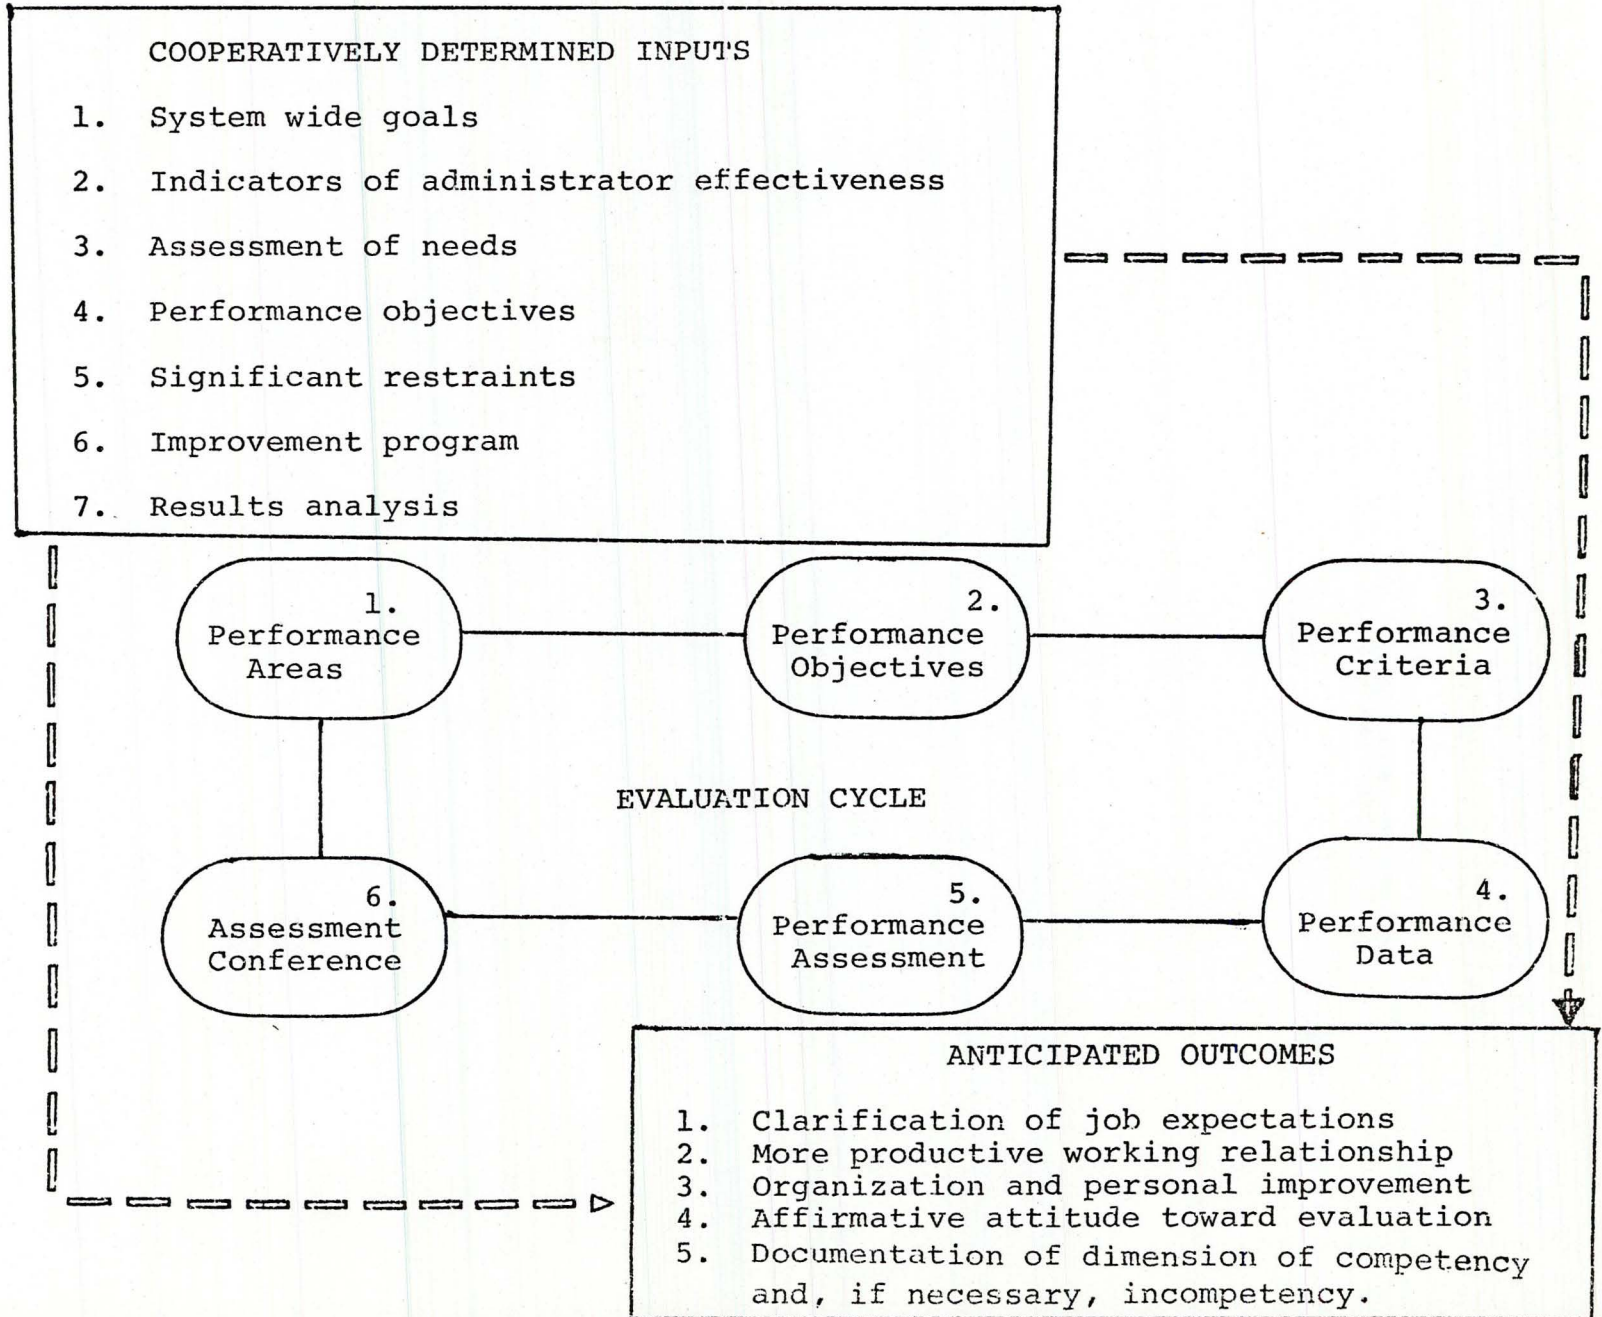 COOPERATIVELY DETERMINED INPUTS
1. System wide goals
2. Indicators of administrator effectiveness
3. Assessment of needs
4. Performance objectives
5. Significant restraints
6. Improvement program
7. Results analysis
1.
Performance
Areas
2.
Performance
Objectives
3.
Performance
Criteria
EVALUATION CYCLE
6.
Assessment
Conference
5.
Performance
Assessment
4.
Performance
Data
ANTICIPATED OUTCOMES
1. Clarification of job expectations
2. More productive working relationship
3. Organization and personal improvement
4. Affirmative attitude toward evaluation
5. Documentation of dimension of competency
and, if necessary, incompetency.